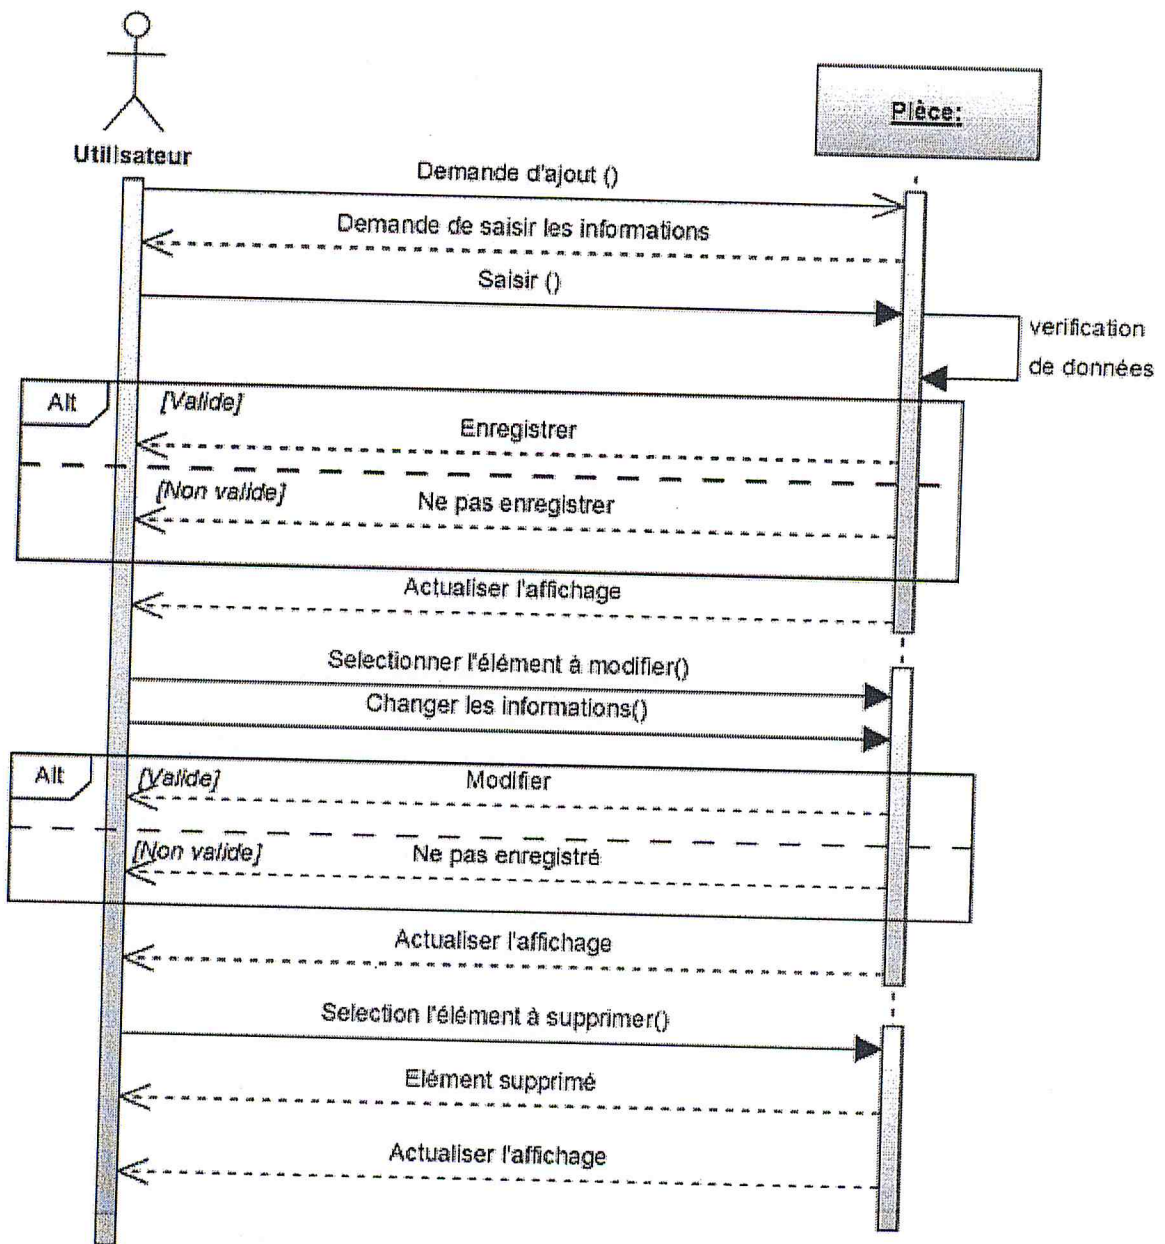 Pièce:
Utilisateur
Demande d'ajout ()
Demande de saisir les informations
Saisir ()
verification
de données
Alt
[Valide]
Enregistrer
[Non valide]
Ne pas enregistrer
Actualiser l'affichage
Selectionner l'élément à modifier()
Changer les informations()
Alt
[Valide]
Modifier
[Non valide]
Ne pas enregistré
Actualiser l'affichage
Selection l'élément à supprimer()
Elément supprimé
Actualiser l'affichage